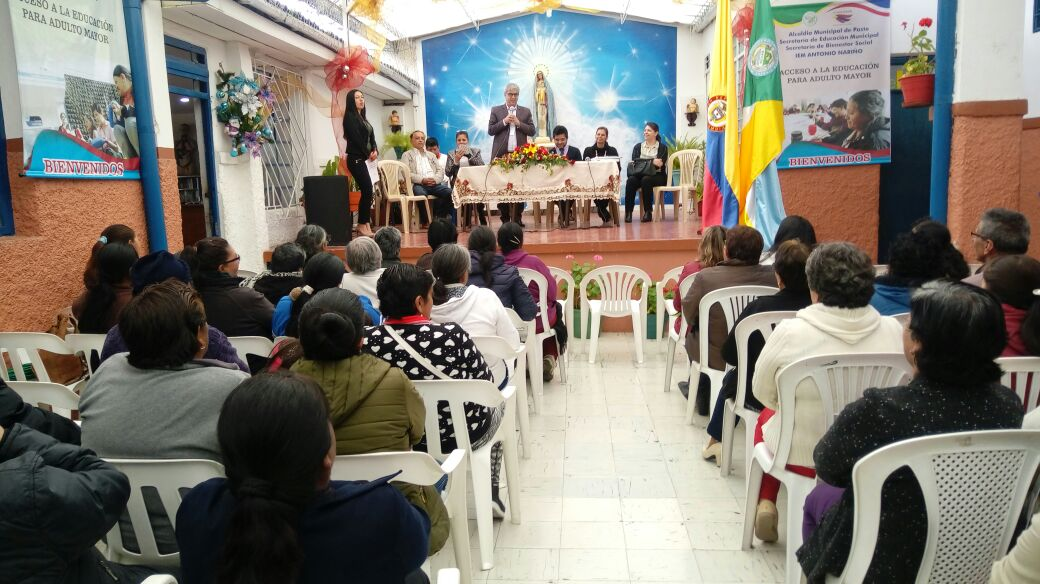 ACCESO A LA EDUCACIÓN
PARA ADULTO MAYOR
BIENVENIDOS
Alcaldía Municipal de Pasto
Secretaría de Educación Municipal
Secretaría de Bienestar Social
IEM ANTONIO NARIÑO
ACCESO A LA EDUCACIÓN
PARA ADULTO MAYOR
BIENVENIDOS